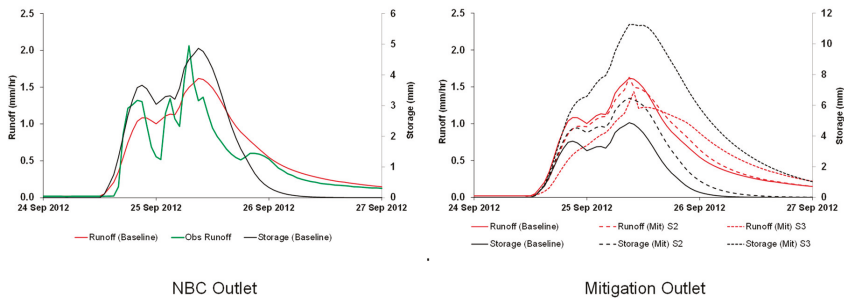 2.5
2.0
1.5
1.0
0.5
0.0
Runoff (mm/hr)
6
5
4
3
2
1
0
Storage (mm)
24 Sep 2012 25 Sep 2012 26 Sep 2012 27 Sep 2012
Runoff (Baseline) Obs Runoff Storage (Baseline)
NBC Outlet
2.5
2.0
1.5
1.0
0.5
0.0
Runoff (mm/hr)
12
10
8
6
4
2
0
Storage (mm)
24 Sep 2012 25 Sep 2012 26 Sep 2012 27 Sep 2012
Runoff (Baseline) Runoff (Mit) S2 Runoff (Mit) S3
Storage (Baseline) Storage (Mit) S2 Storage (Mit) S3
Mitigation Outlet